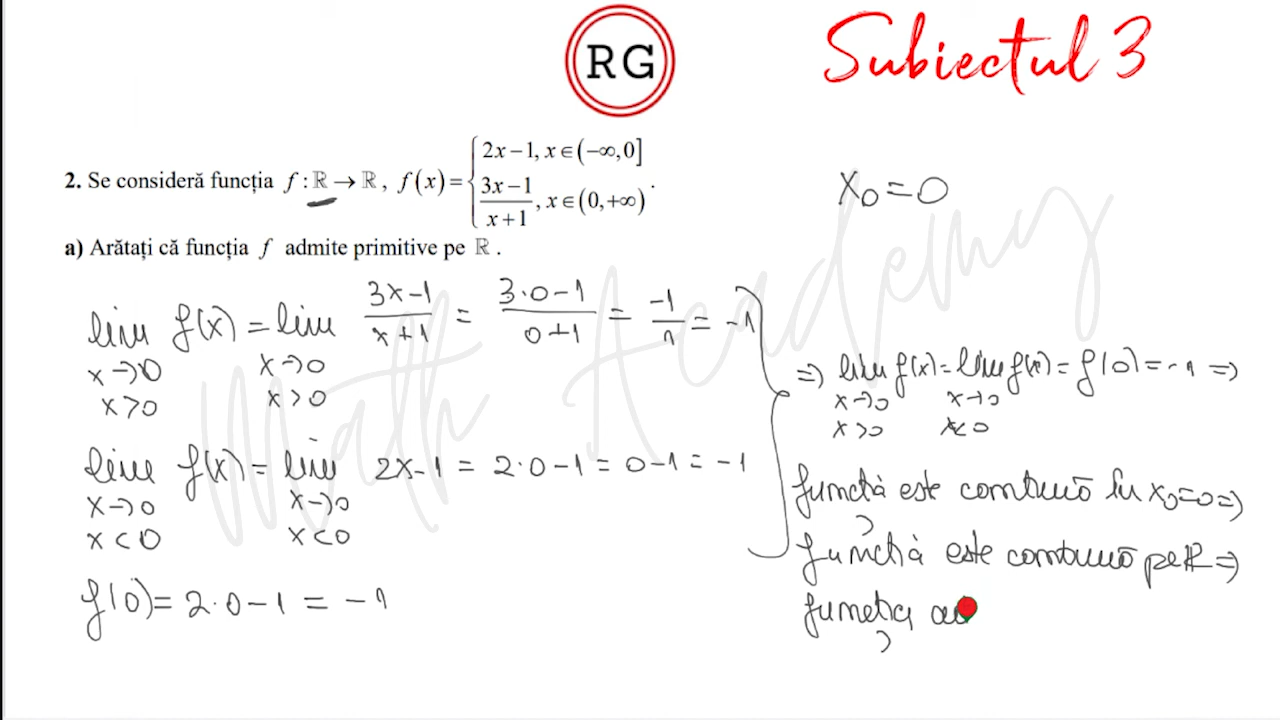 RG
Subiectul 3
2. Se consideră funcția f : ℝ → ℝ, f(x) = { 2x − 1, x ∈ (−∞, 0]
(3x − 1)/(x + 1), x ∈ (0, +∞) .
x₀ = 0
a) Arătați că funcția f admite primitive pe ℝ .
lim f(x) = lim (3x − 1)/(x + 1) = (3·0 − 1)/(0 + 1) = −1/1 = −1
x→0 x→0
x>0 x>0
lim f(x) = lim 2x − 1 = 2·0 − 1 = 0 − 1 = −1
x→0 x→0
x<0 x<0
f(0) = 2·0 − 1 = −1
⇒ lim f(x) = lim f(x) = f(0) = −1 ⇒
x→0 x→0
x>0 x<0
funcția este continuă în x₀=0 ⇒
funcția este continuă pe ℝ ⇒
funcția ad
Math Academy